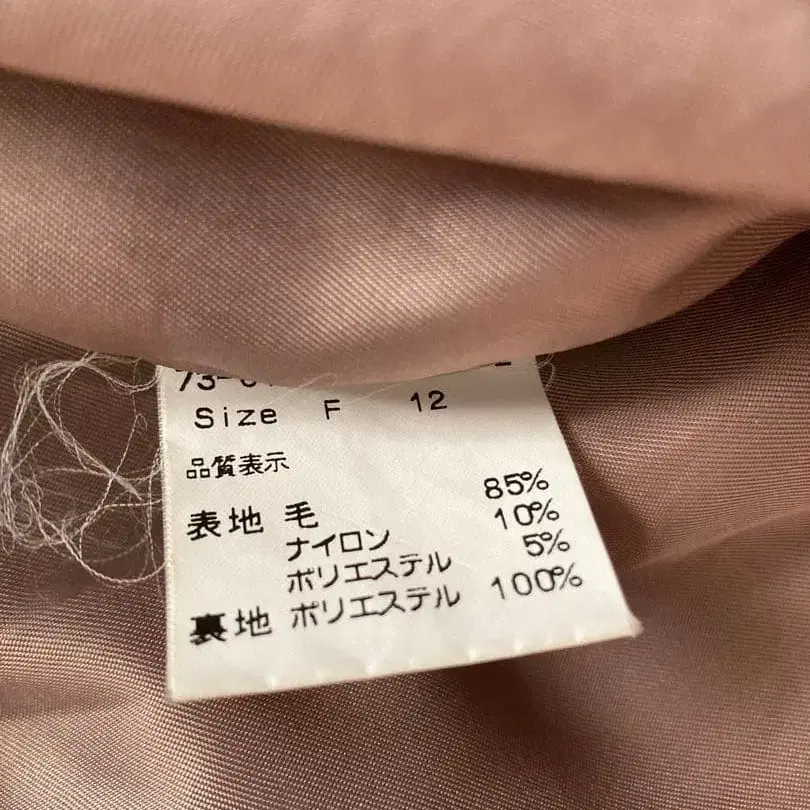 Size F 12
品質表示
表地 毛 85%
ナイロン 10%
ポリエステル 5%
裏地 ポリエステル 100%